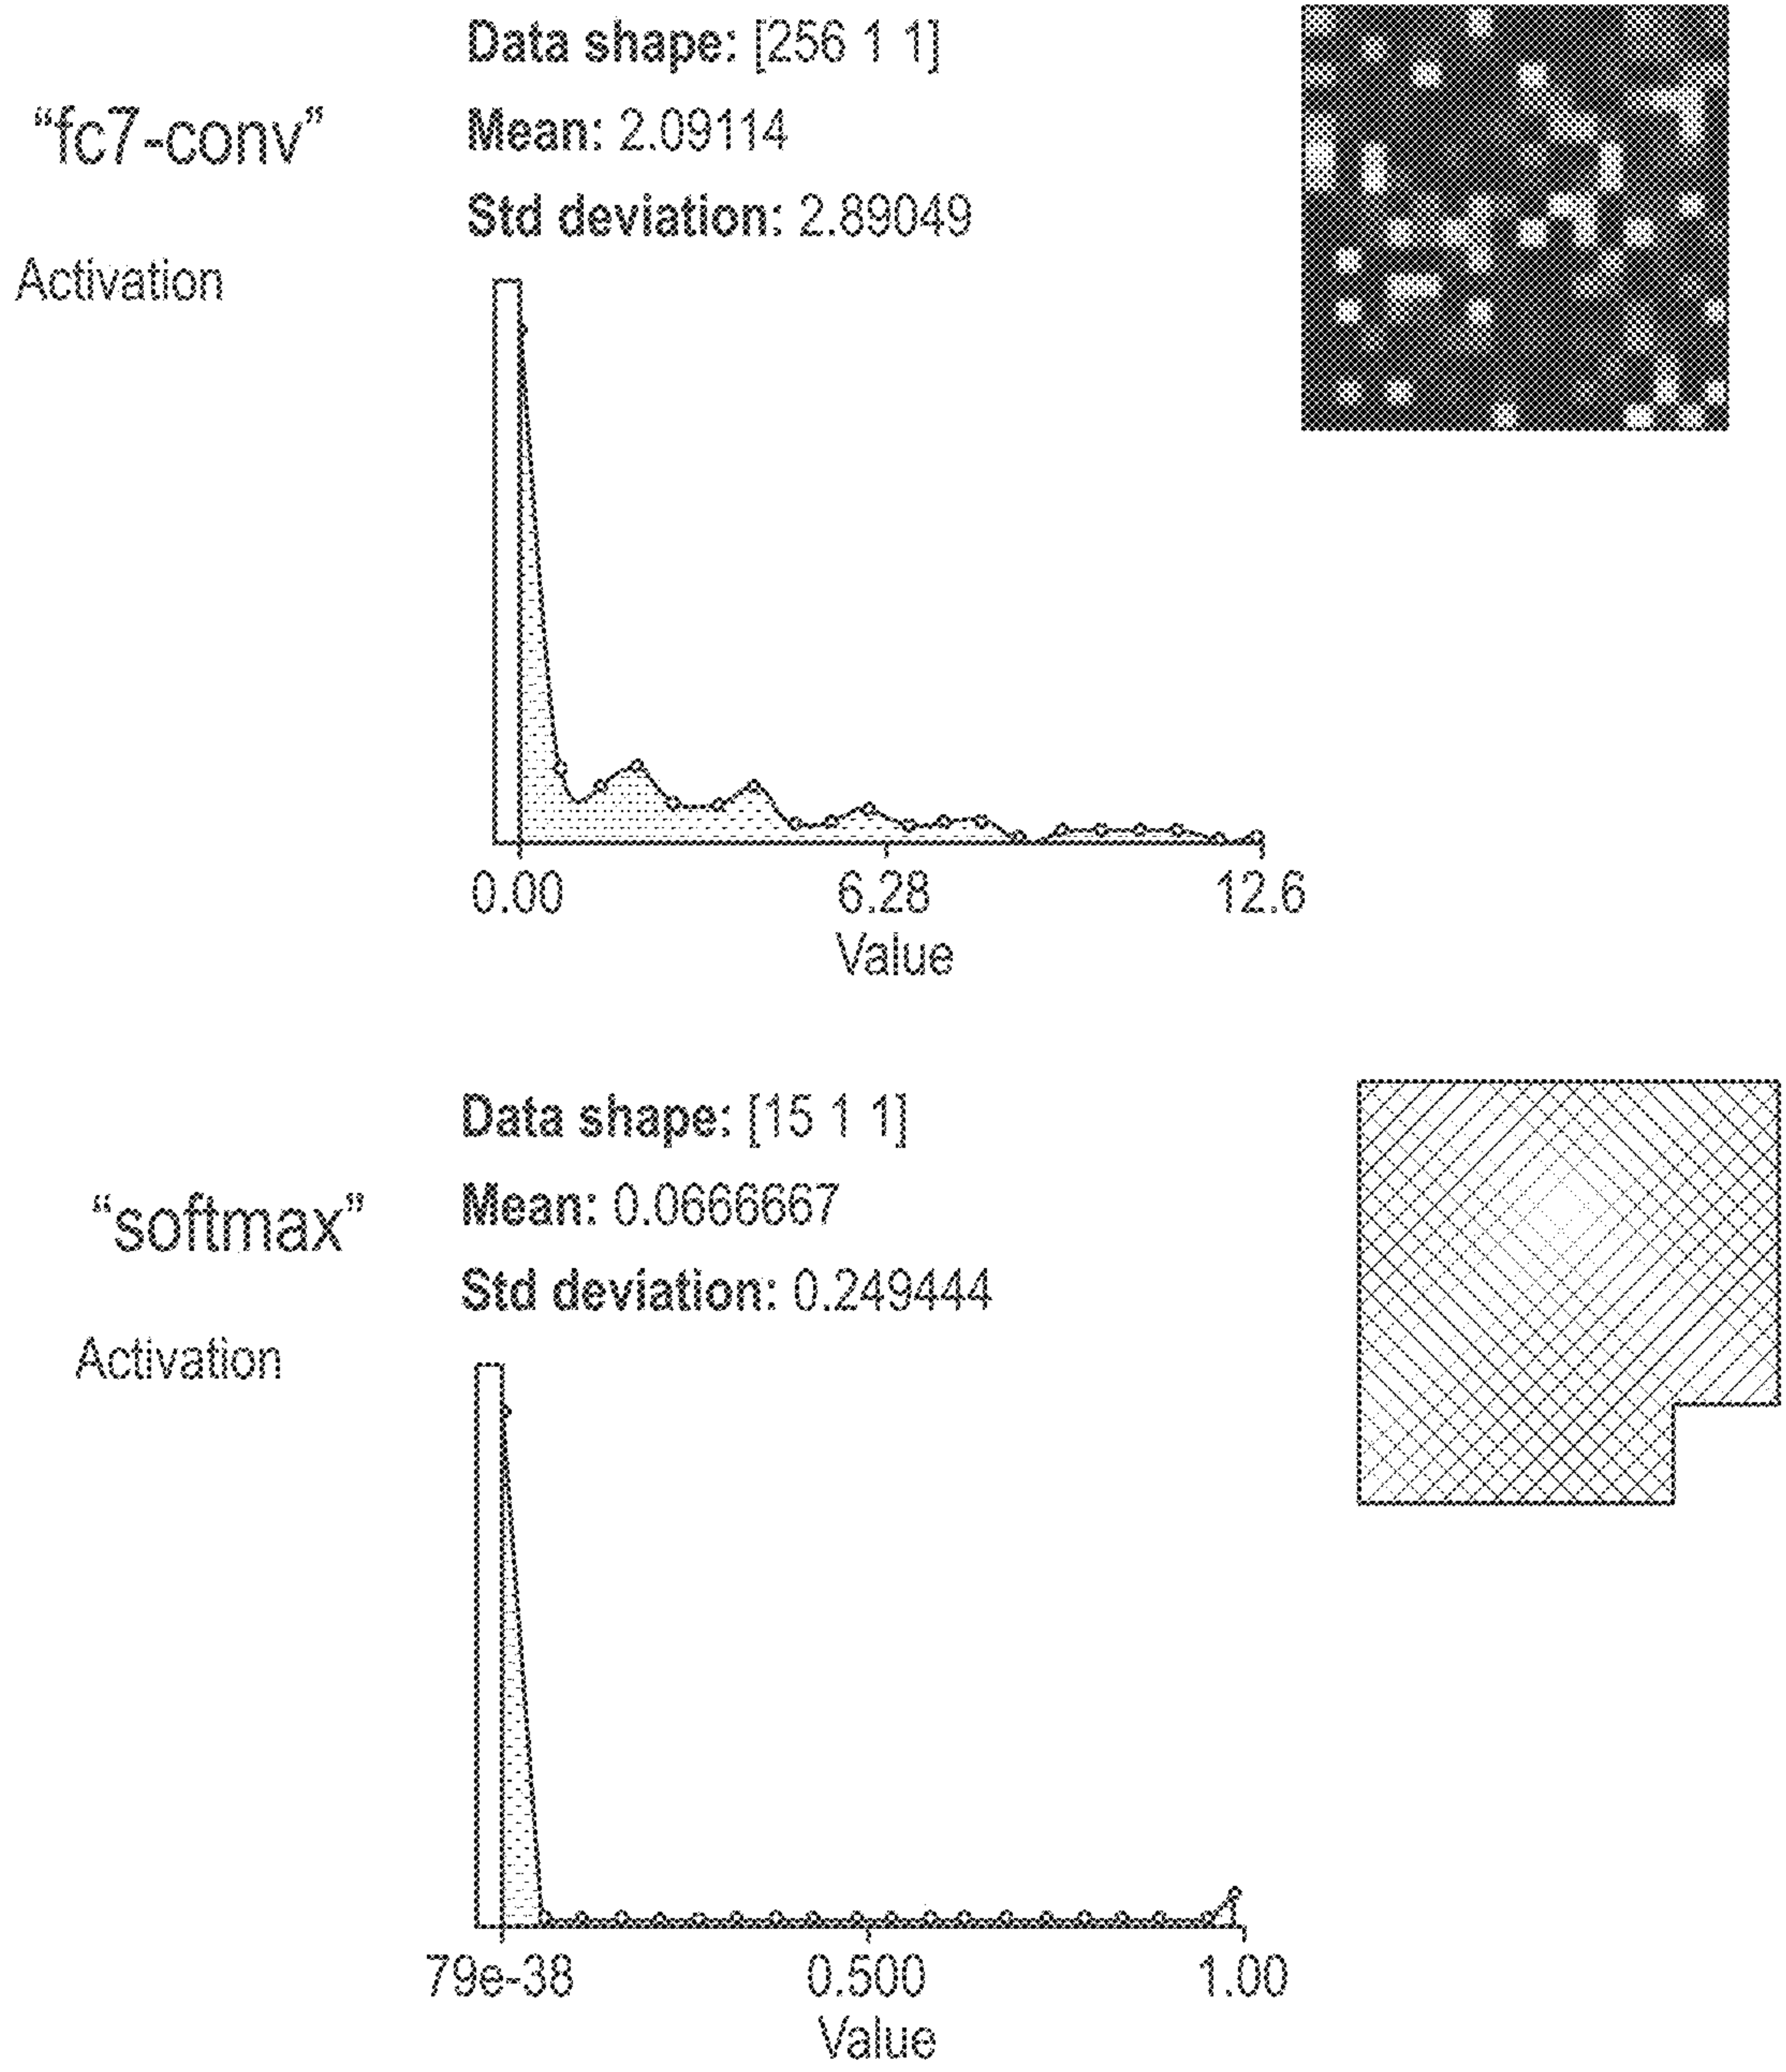 Data shape: [256 1 1]
“fc7-conv”
Mean: 2.09114
Std deviation: 2.89049
Activation
0.00 6.28 12.6
Value
Data shape: [15 1 1]
“softmax”
Mean: 0.0666667
Std deviation: 0.249444
Activation
79e-38 0.500 1.00
Value